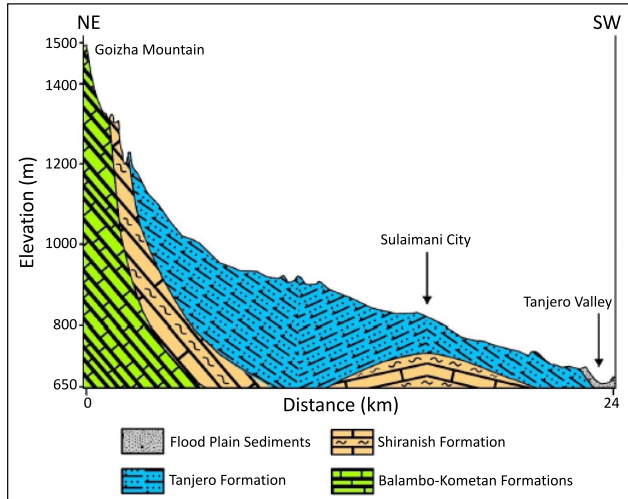 NE
SW
1500
Goizha Mountain
1400
1200
1000
800
650
Elevation (m)
Sulaimani City
Tanjero Valley
0
Distance (km)
24
Flood Plain Sediments
Shiranish Formation
Tanjero Formation
Balambo-Kometan Formations